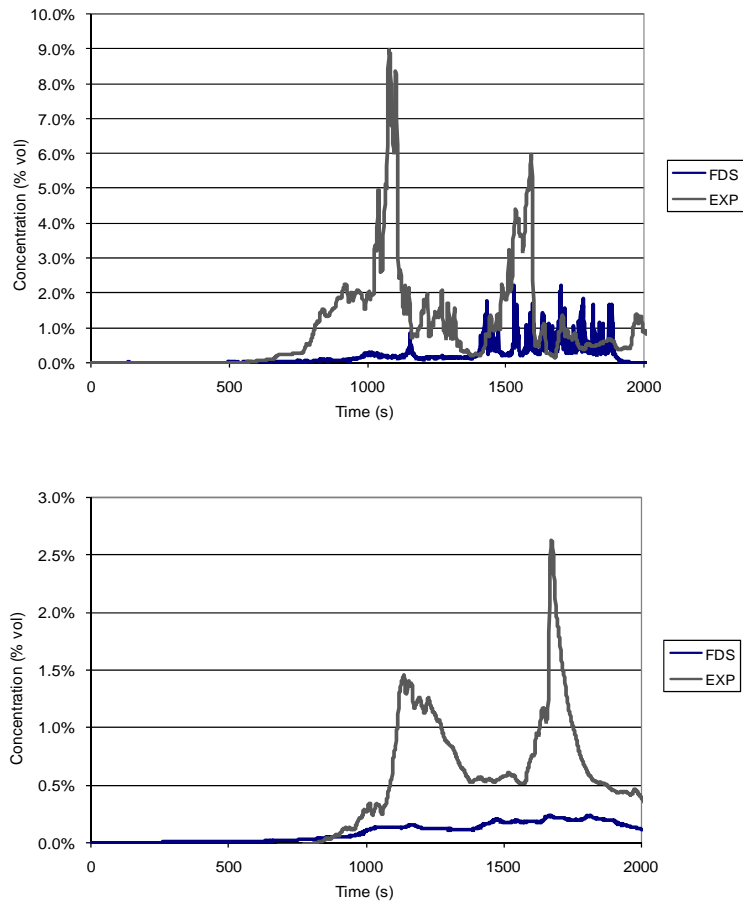 10.0%
9.0%
8.0%
7.0%
6.0%
5.0%
4.0%
3.0%
2.0%
1.0%
0.0%
Concentration (% vol)
0 500 1000 1500 2000
Time (s)
FDS
EXP
3.0%
2.5%
2.0%
1.5%
1.0%
0.5%
0.0%
Concentration (% vol)
0 500 1000 1500 2000
Time (s)
FDS
EXP